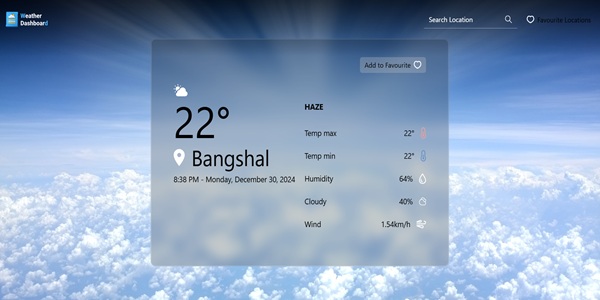 Weather
Dashboard
Search Location
Favourite Locations
Add to Favourite
22°
Bangshal
8:38 PM - Monday, December 30, 2024
HAZE
Temp max 22°
Temp min 22°
Humidity 64%
Cloudy 40%
Wind 1.54km/h